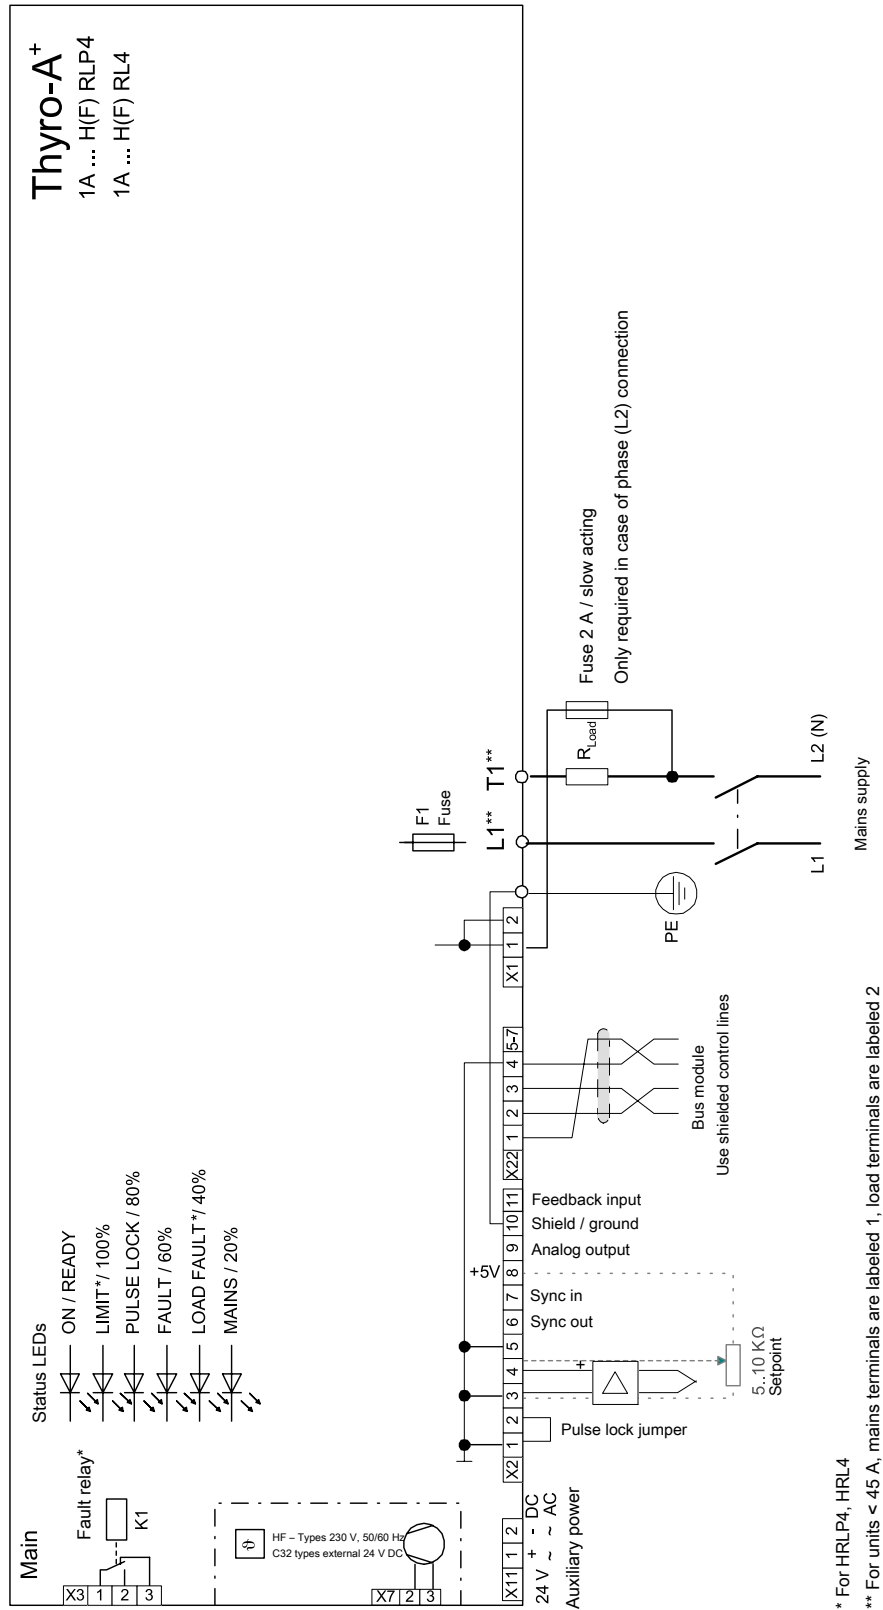 Thyro-A+
1A ... H(F) RLP4
1A ... H(F) RL4
Main
Fault relay*
K1
X3 1 2 3
Status LEDs
ON / READY
LIMIT*/ 100%
PULSE LOCK / 80%
FAULT / 60%
LOAD FAULT*/ 40%
MAINS / 20%
ϑ
HF – Types 230 V, 50/60 Hz
C32 types external 24 V DC
X7 2 3
F1
Fuse
+5V
L1** T1**
X11 1 2
X2 1 2 3 4 5 6 7 8 9 10 11
X22 1 2 3 4 5-7
X1 1 2
24 V + - DC
~ ~ AC
Auxiliary power
Pulse lock jumper
+
5..10 KΩ
Setpoint
Sync out
Sync in
Analog output
Shield / ground
Feedback input
Bus module
Use shielded control lines
PE
RLoad
Fuse 2 A / slow acting
Only required in case of phase (L2) connection
L1
L2 (N)
Mains supply
* For HRLP4, HRL4
** For units < 45 A, mains terminals are labeled 1, load terminals are labeled 2